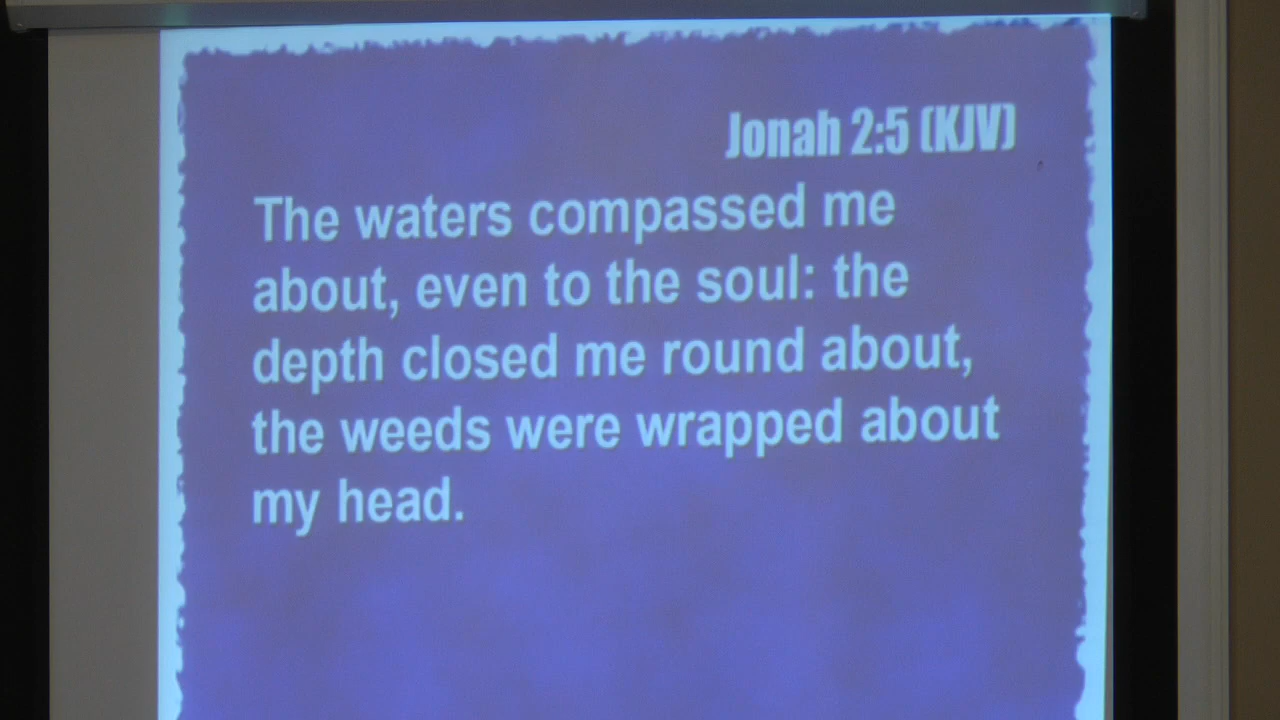 Jonah 2:5 (KJV)
The waters compassed me
about, even to the soul: the
depth closed me round about,
the weeds were wrapped about
my head.